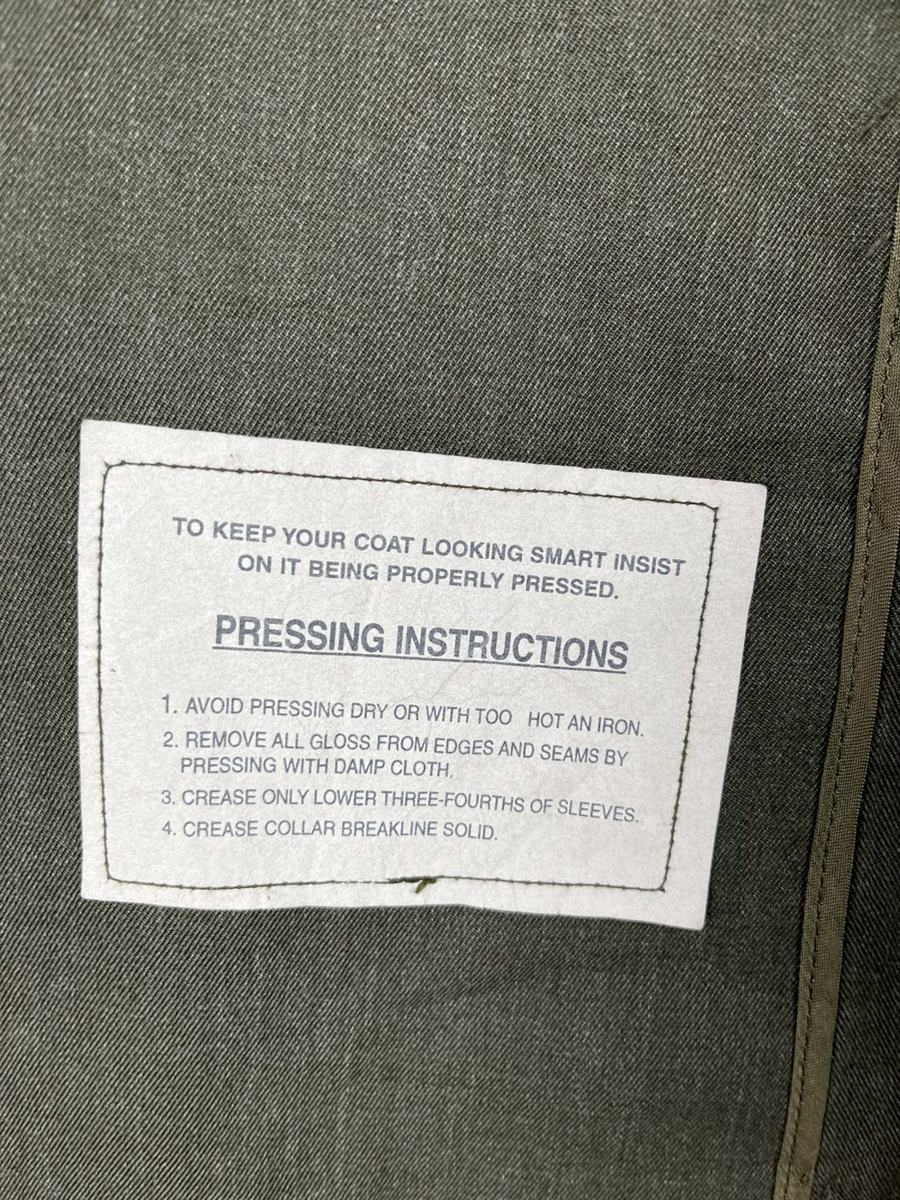 TO KEEP YOUR COAT LOOKING SMART INSIST
ON IT BEING PROPERLY PRESSED.
PRESSING INSTRUCTIONS
1. AVOID PRESSING DRY OR WITH TOO HOT AN IRON.
2. REMOVE ALL GLOSS FROM EDGES AND SEAMS BY
PRESSING WITH DAMP CLOTH.
3. CREASE ONLY LOWER THREE-FOURTHS OF SLEEVES.
4. CREASE COLLAR BREAKLINE SOLID.